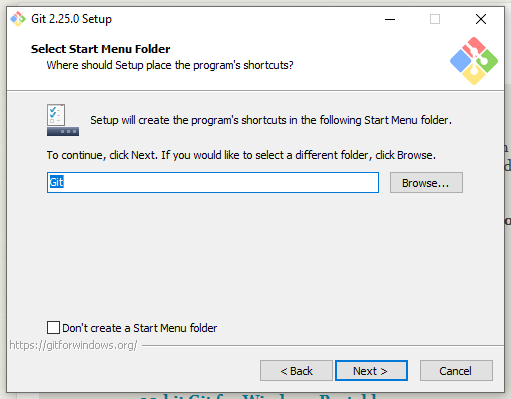 Git 2.25.0 Setup
Select Start Menu Folder
Where should Setup place the program's shortcuts?
Setup will create the program's shortcuts in the following Start Menu folder.
To continue, click Next. If you would like to select a different folder, click Browse.
Git
Browse...
Don't create a Start Menu folder
https://gitforwindows.org/
< Back
Next >
Cancel